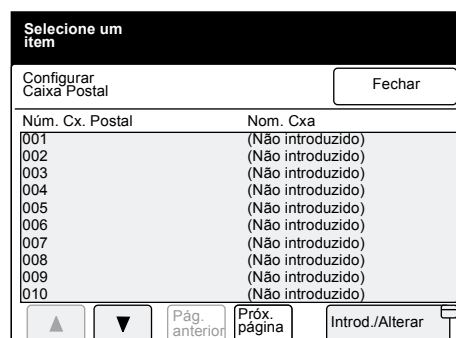 Selecione um
item
Configurar
Caixa Postal
Fechar
Núm. Cx. Postal Nom. Cxa
001 (Não introduzido)
002 (Não introduzido)
003 (Não introduzido)
004 (Não introduzido)
005 (Não introduzido)
006 (Não introduzido)
007 (Não introduzido)
008 (Não introduzido)
009 (Não introduzido)
010 (Não introduzido)
Pág.
anterior
Próx.
página
Introd./Alterar